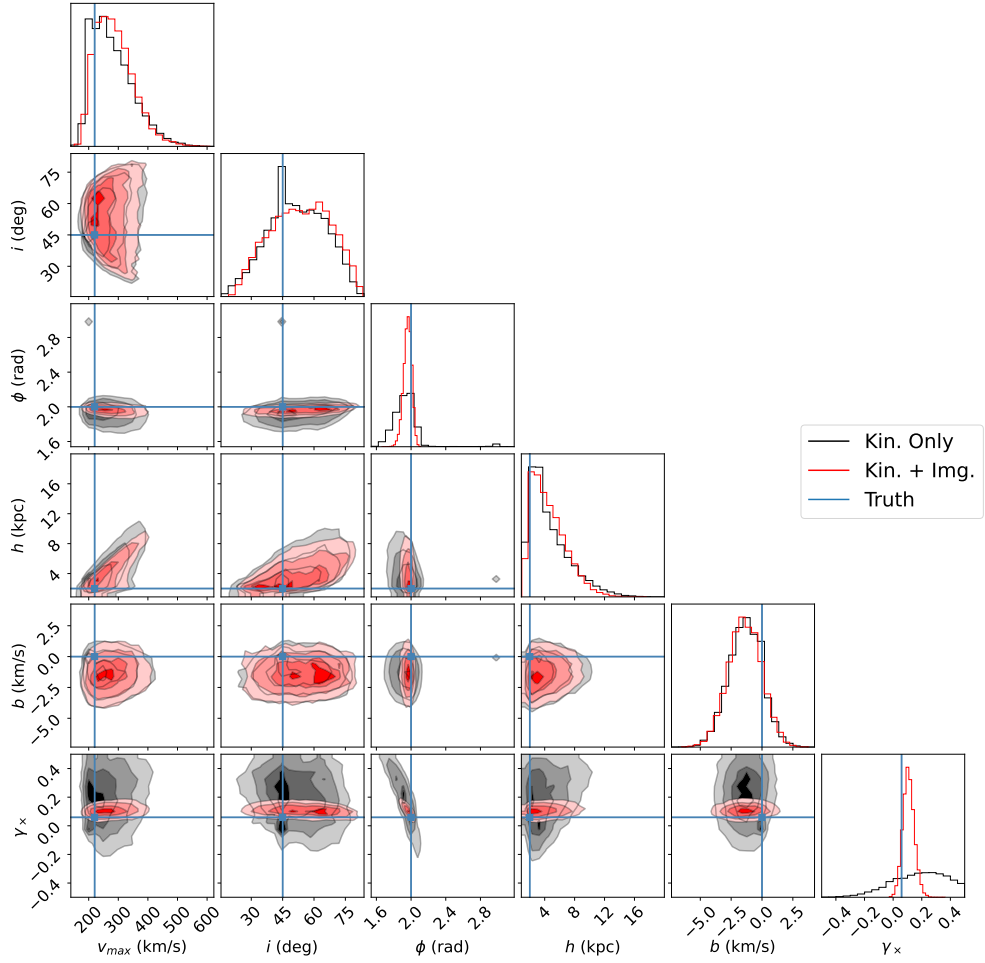 75
60
45
30
i (deg)
2.8
2.4
2.0
1.6
ϕ (rad)
16
12
8
4
h (kpc)
2.5
0.0
−2.5
−5.0
b (km/s)
0.4
0.2
0.0
−0.2
−0.4
γ×
Kin. Only
Kin. + Img.
Truth
200 300 400 500 600
30 45 60 75
1.6 2.0 2.4 2.8
4 8 12 16
−5.0 −2.5 0.0 2.5
−0.4 −0.2 0.0 0.2 0.4
vmax (km/s) i (deg) ϕ (rad) h (kpc) b (km/s) γ×